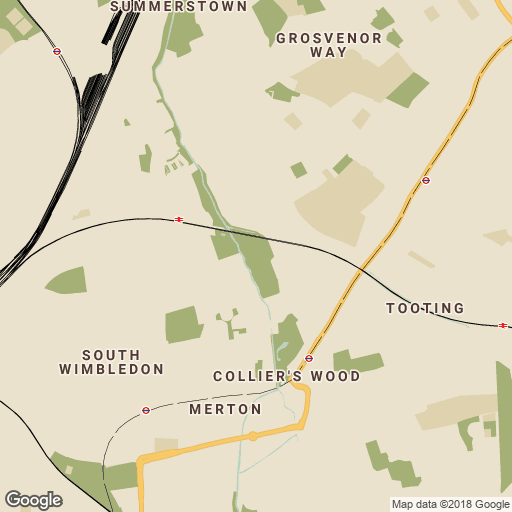 SUMMERSTOWN
GROSVENOR
WAY
TOOTING
SOUTH
WIMBLEDON
COLLIER'S WOOD
MERTON
Google
Map data ©2018 Google